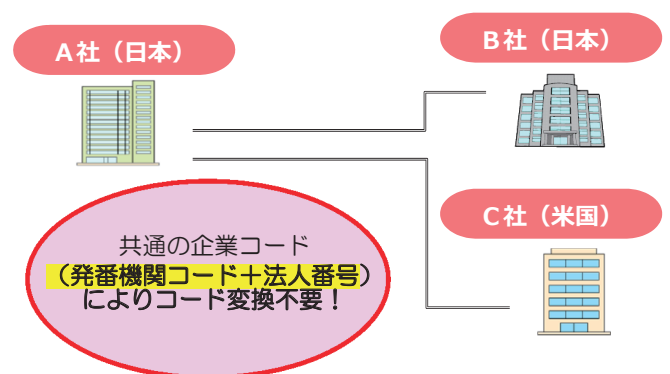 A社（日本）
B社（日本）
C社（米国）
共通の企業コード
（発番機関コード＋法人番号）
によりコード変換不要！